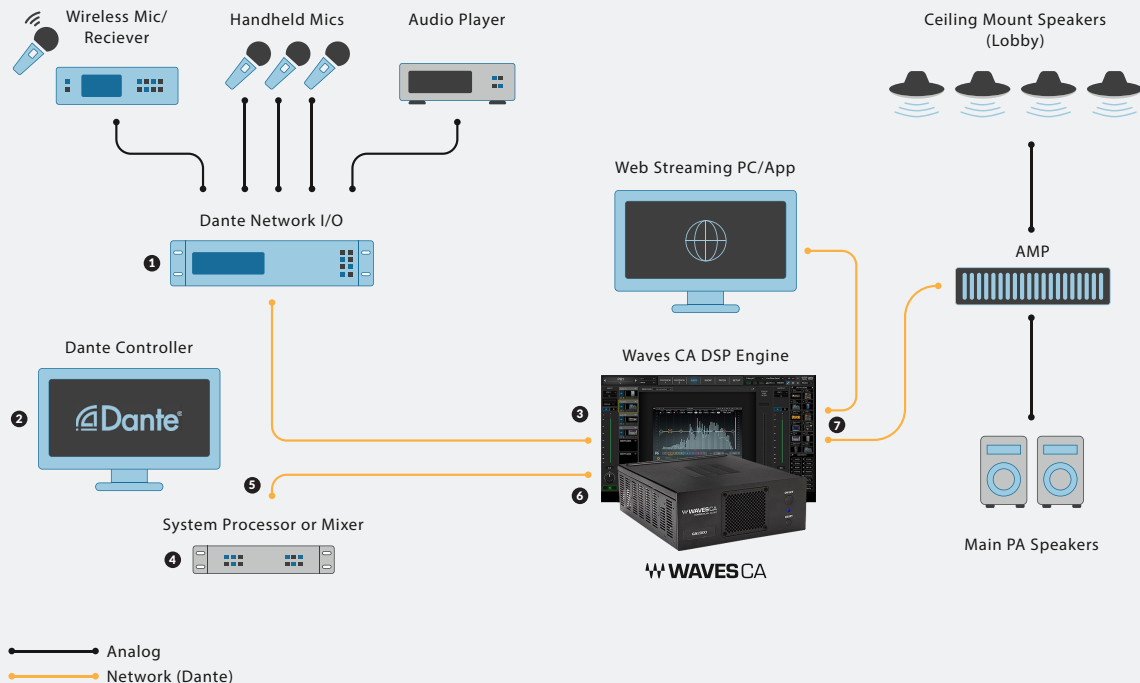 Wireless Mic/
Reciever
Handheld Mics
Audio Player
Ceiling Mount Speakers
(Lobby)
Dante Network I/O
1
Web Streaming PC/App
AMP
Dante Controller
2
Dante®
Waves CA DSP Engine
3
7
5
6
System Processor or Mixer
4
WAVESCA
WAVES CA
Main PA Speakers
Analog
Network (Dante)